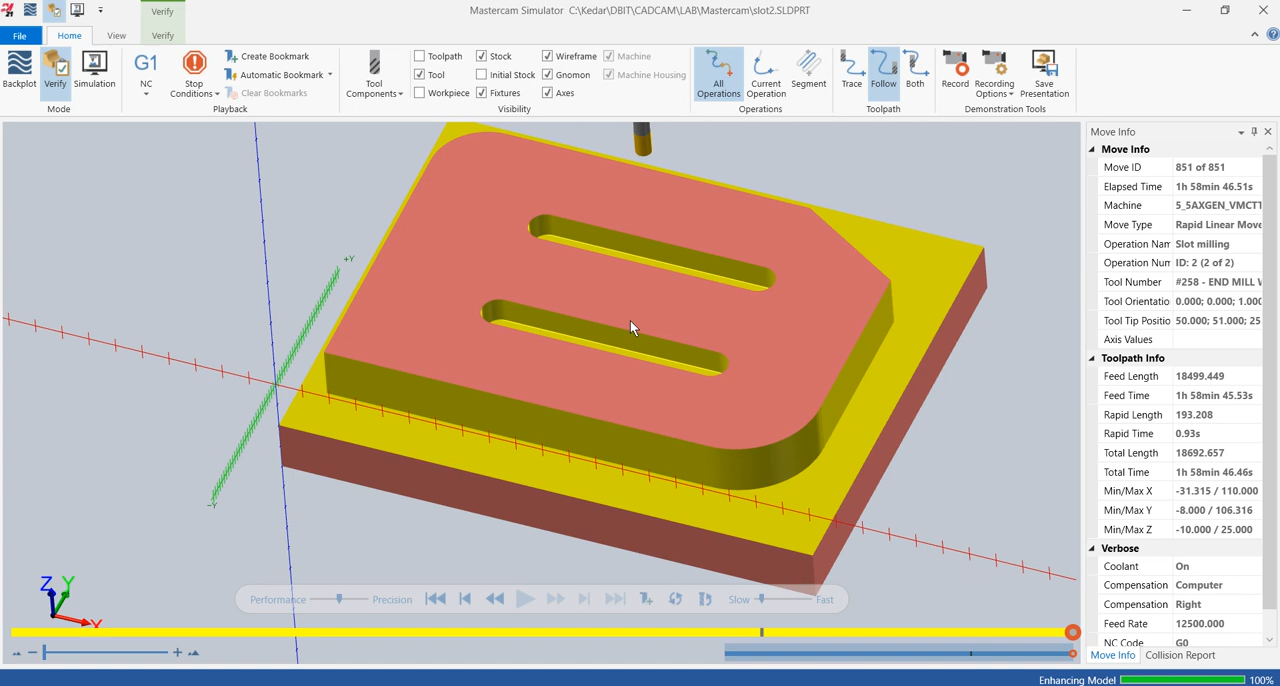 Verify
Mastercam Simulator C:\Kedar\DBIT\CADCAM\LAB\Mastercam\slot2.SLDPRT
File Home View Verify
Backplot Verify Simulation
Mode
G1
NC
Stop Conditions
Create Bookmark
Automatic Bookmark
Clear Bookmarks
Playback
Tool Components
Toolpath Stock Wireframe Machine
Tool Initial Stock Gnomon Machine Housing
Workpiece Fixtures Axes
Visibility
All Operations Current Operation Segment
Operations
Trace Follow Both
Toolpath
Record Recording Options Save Presentation
Demonstration Tools
+Y
-Y
Z Y
X
Performance Precision Slow Fast
Move Info
Move Info
Move ID 851 of 851
Elapsed Time 1h 58min 46.51s
Machine 5_5AXGEN_VMCTT
Move Type Rapid Linear Move
Operation Nam Slot milling
Operation Num ID: 2 (2 of 2)
Tool Number #258 - END MILL W
Tool Orientatio 0.000; 0.000; 1.000
Tool Tip Positio 50.000; 51.000; 25
Axis Values
Toolpath Info
Feed Length 18499.449
Feed Time 1h 58min 45.53s
Rapid Length 193.208
Rapid Time 0.93s
Total Length 18692.657
Total Time 1h 58min 46.46s
Min/Max X -31.315 / 110.000
Min/Max Y -8.000 / 106.316
Min/Max Z -10.000 / 25.000
Verbose
Coolant On
Compensation Computer
Compensation Right
Feed Rate 12500.000
NC Code G0
Move Info Collision Report
Enhancing Model 100%